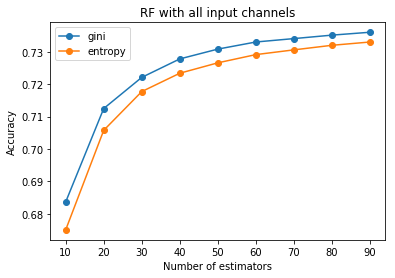 RF with all input channels
gini
entropy
0.73
0.72
0.71
0.70
0.69
0.68
Accuracy
10 20 30 40 50 60 70 80 90
Number of estimators